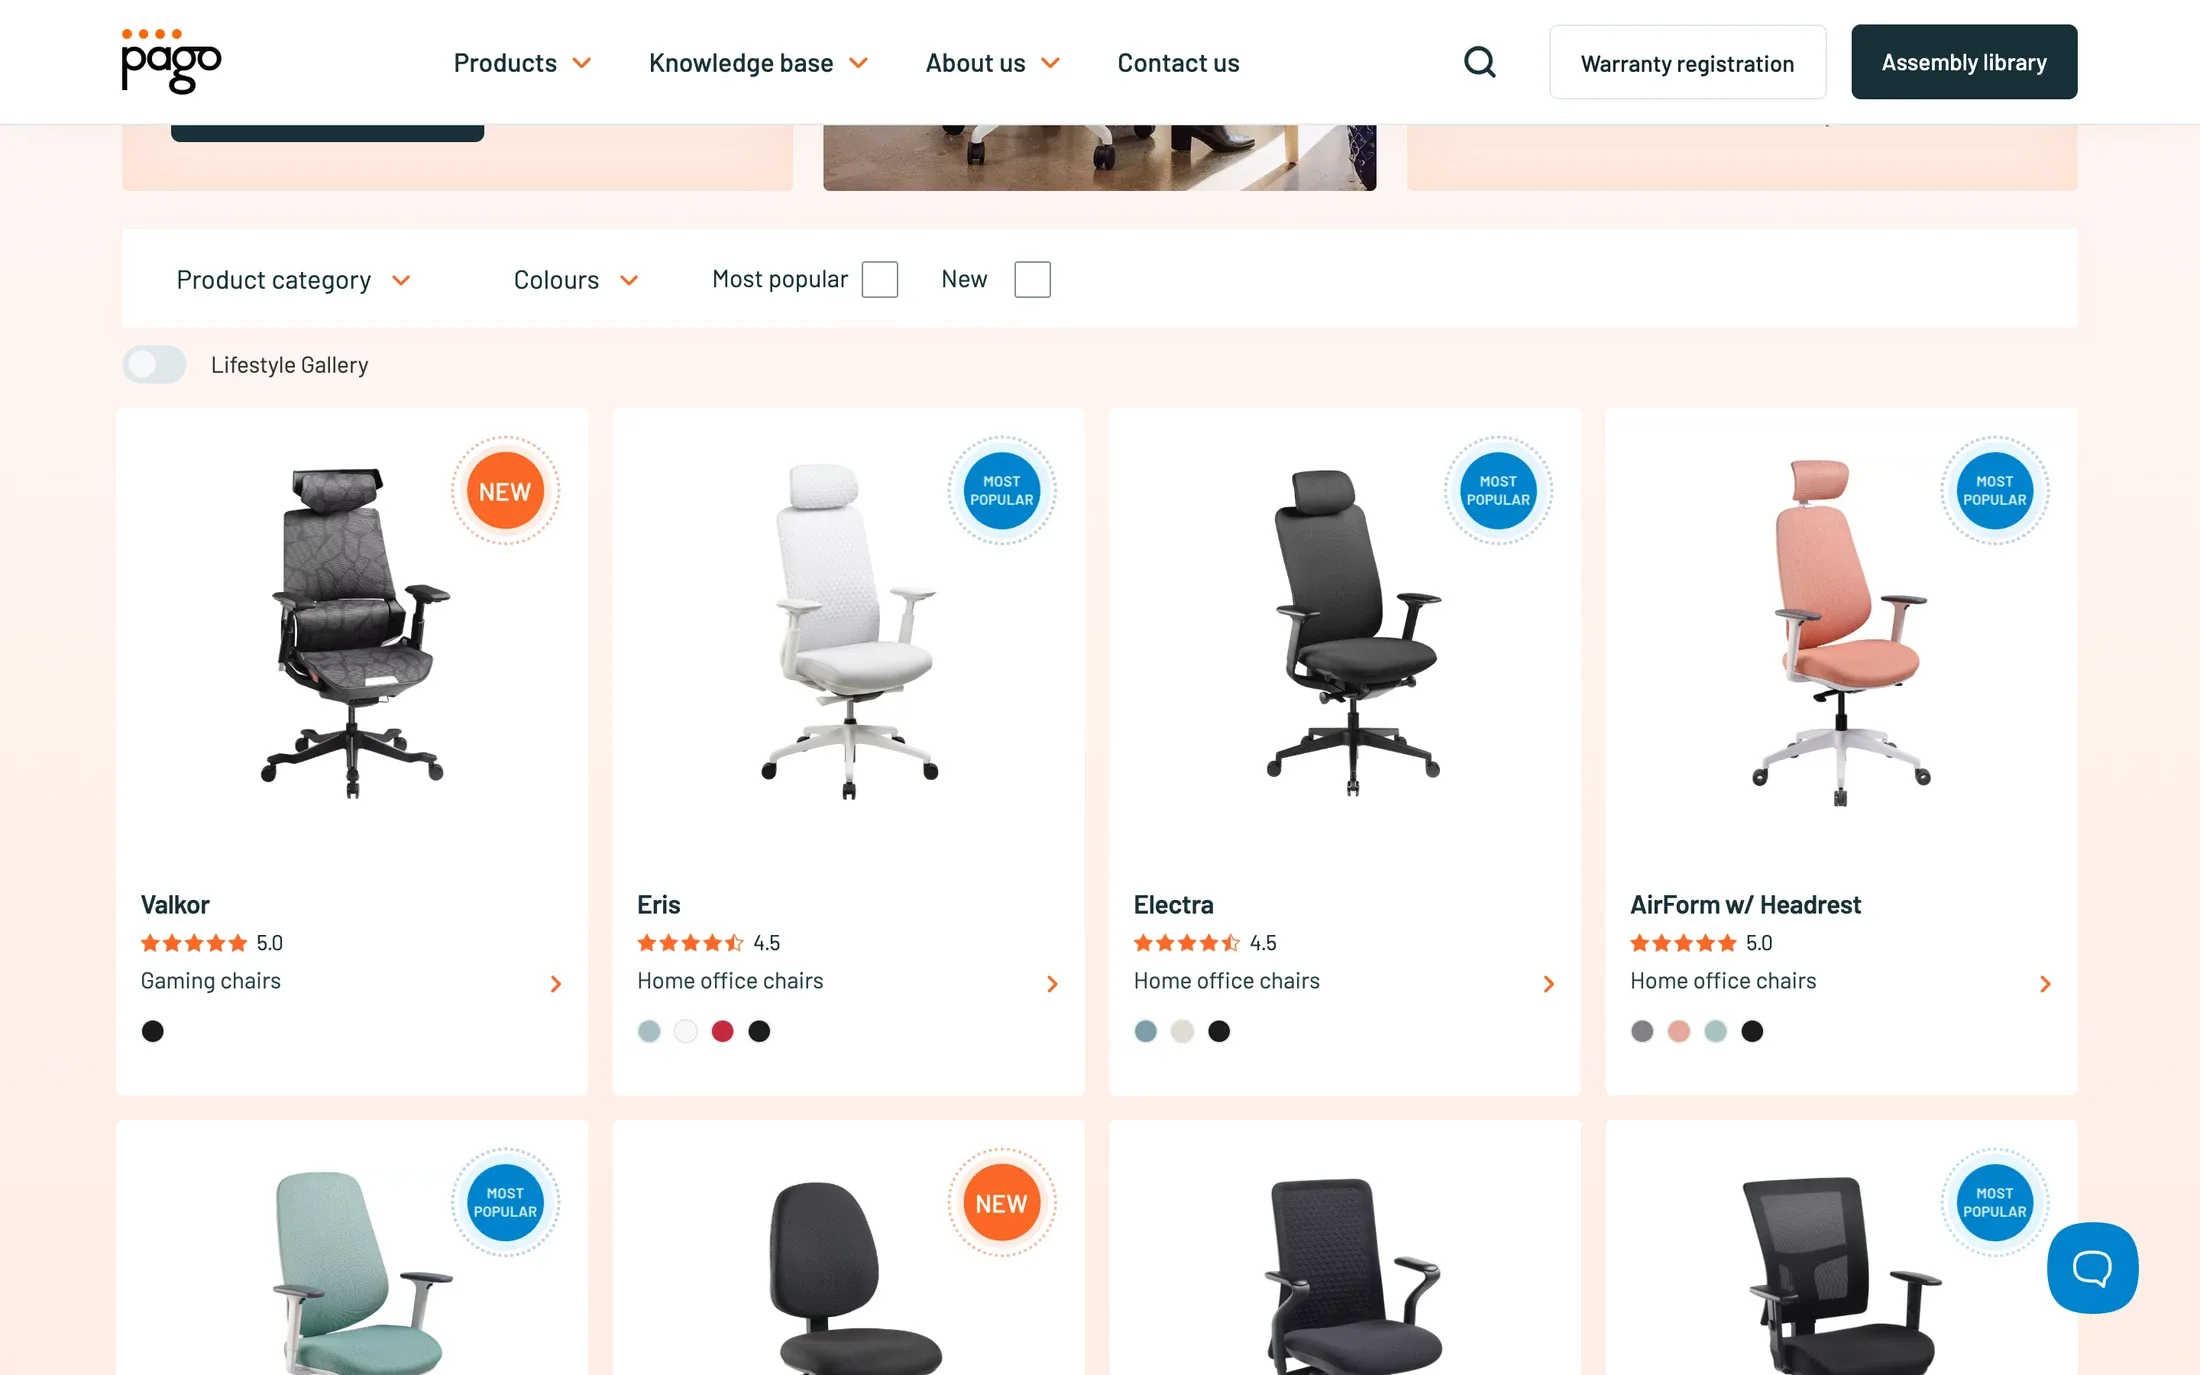 pago
Products
Knowledge base
About us
Contact us
Warranty registration
Assembly library
Product category
Colours
Most popular
New
Lifestyle Gallery
NEW
MOST
POPULAR
MOST
POPULAR
MOST
POPULAR
Valkor
5.0
Gaming chairs
Eris
4.5
Home office chairs
Electra
4.5
Home office chairs
AirForm w/ Headrest
5.0
Home office chairs
MOST
POPULAR
NEW
MOST
POPULAR